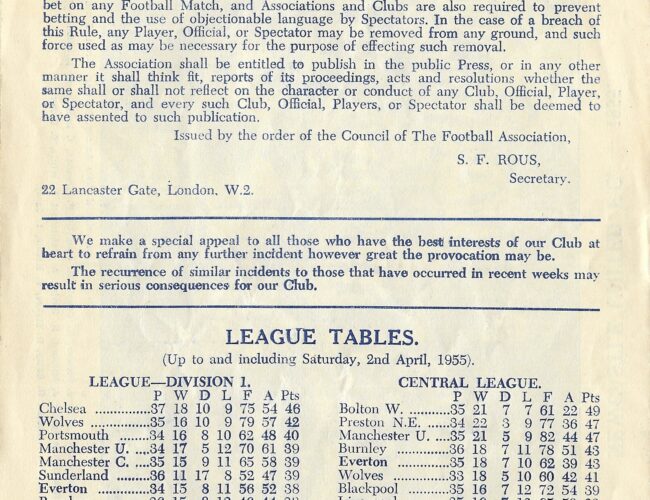 bet on any Football Match, and Associations and Clubs are also required to prevent
betting and the use of objectionable language by Spectators. In the case of a breach of
this Rule, any Player, Official, or Spectator may be removed from any ground, and such
force used as may be necessary for the purpose of effecting such removal.
The Association shall be entitled to publish in the public Press, or in any other
manner it shall think fit, reports of its proceedings, acts and resolutions whether the
same shall or shall not reflect on the character or conduct of any Club, Official, Player,
or Spectator, and every such Club, Official, Players, or Spectator shall be deemed to
have assented to such publication.
Issued by the order of the Council of The Football Association,
S. F. ROUS,
Secretary.
22 Lancaster Gate, London. W.2.
We make a special appeal to all those who have the best interests of our Club at
heart to refrain from any further incident however great the provocation may be.
The recurrence of similar incidents to those that have occurred in recent weeks may
result in serious consequences for our Club.
LEAGUE TABLES.
(Up to and including Saturday, 2nd April, 1955).
LEAGUE—DIVISION 1.
P W D L F A Pts
Chelsea ..............37 18 10 9 75 54 46
Wolves ..............35 16 10 9 79 57 42
Portsmouth ........34 16 8 10 62 48 40
Manchester U. ...34 17 5 12 70 61 39
Manchester C. ....35 15 9 11 65 58 39
Sunderland .........36 11 17 8 52 47 39
Everton ..............34 15 8 11 56 52 38
CENTRAL LEAGUE.
P W D L F A Pts
Bolton W. ...........35 21 7 7 61 22 49
Preston N.E. ......34 22 3 9 77 36 47
Manchester U. ....35 21 5 9 82 44 47
Burnley .............36 18 7 11 78 51 43
Everton .............35 18 7 10 62 39 43
Wolves ..............33 18 5 10 60 42 41
Blackpool ..........35 16 7 12 72 54 39